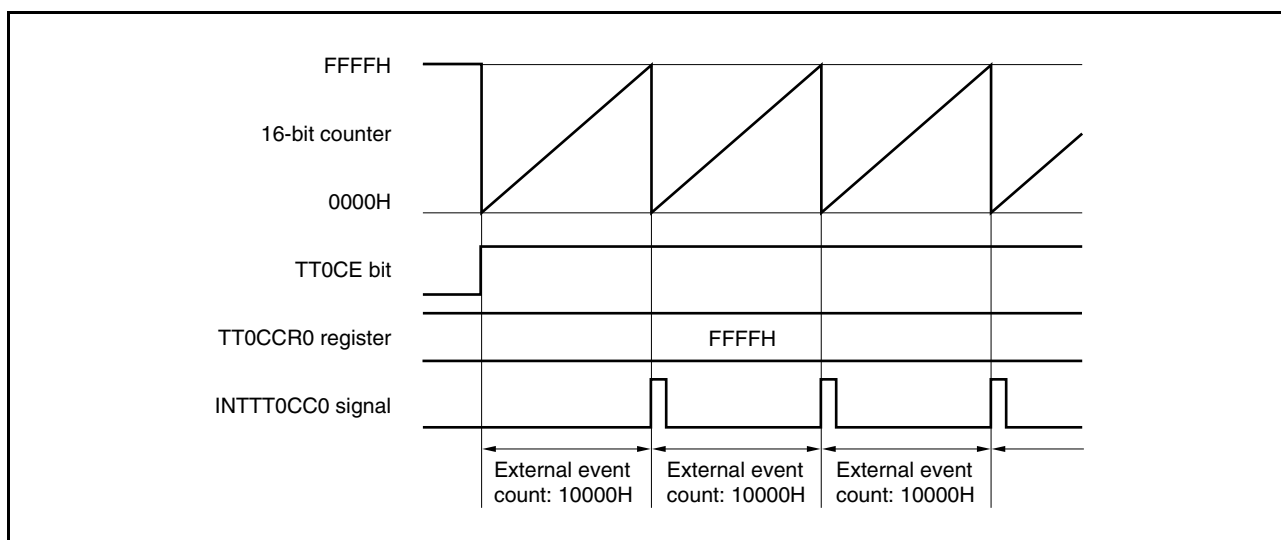 FFFFH
16-bit counter
0000H
TT0CE bit
TT0CCR0 register
FFFFH
INTTT0CC0 signal
External event
count: 10000H
External event
count: 10000H
External event
count: 10000H